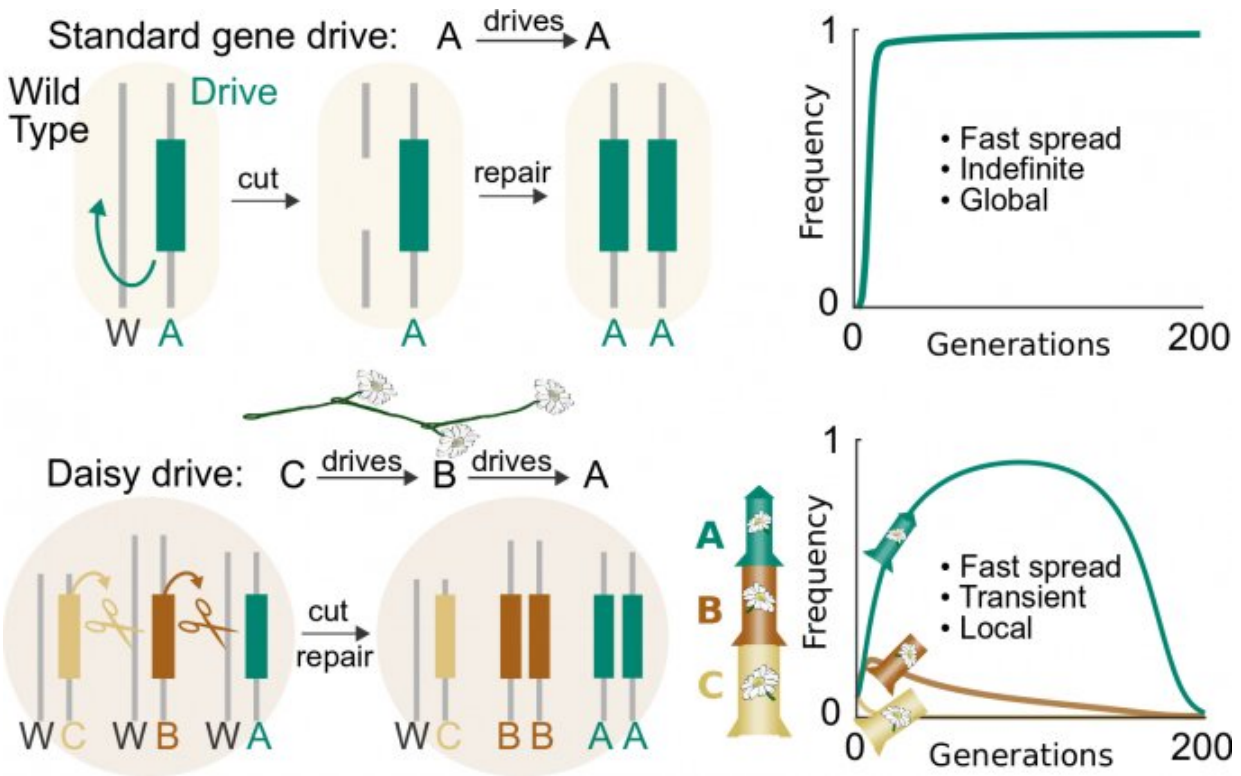 Standard gene drive: A drives A
Wild
Type
Drive
cut
repair
W A
A
A A
1
Frequency
0
• Fast spread
• Indefinite
• Global
0 Generations 200
Daisy drive: C drives B drives A
cut
repair
W C W B W A
W C B B A A
A
B
C
1
Frequency
0
• Fast spread
• Transient
• Local
0 Generations 200